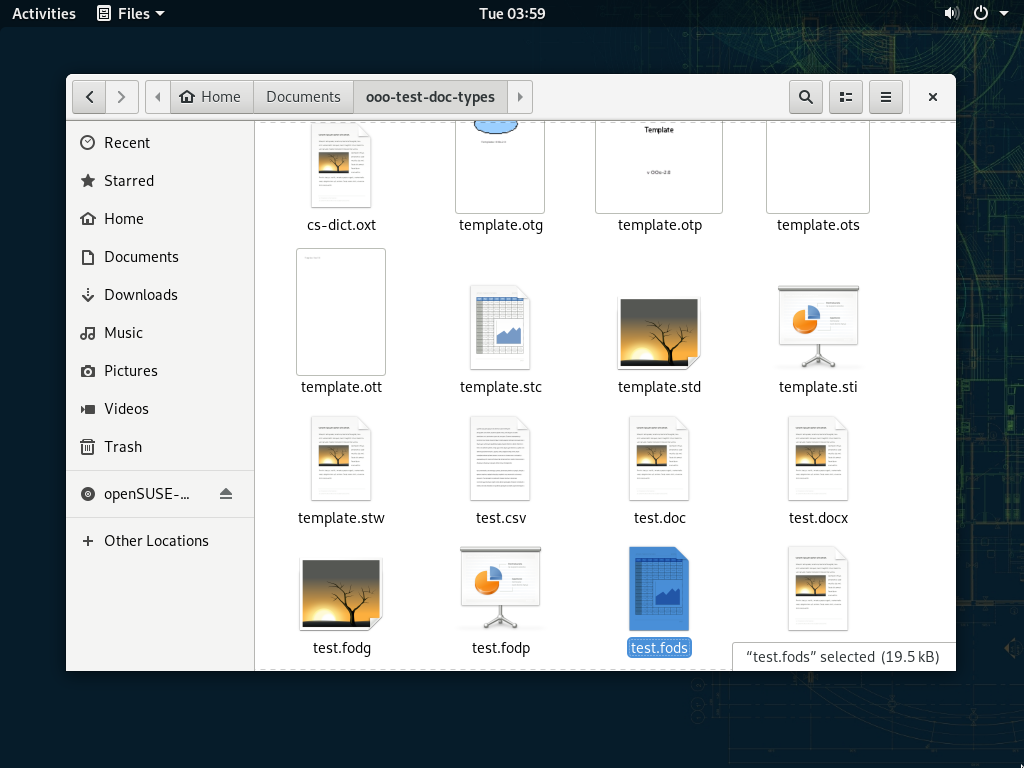 Activities Files Tue 03:59
Home Documents ooo-test-doc-types
Recent
Starred
Home
Documents
Downloads
Music
Pictures
Videos
Trash
openSUSE-...
Other Locations
Template
v OOo-2.0
cs-dict.oxt template.otg template.otp template.ots
template.ott template.stc template.std template.sti
template.stw test.csv test.doc test.docx
test.fodg test.fodp test.fods
“test.fods” selected (19.5 kB)